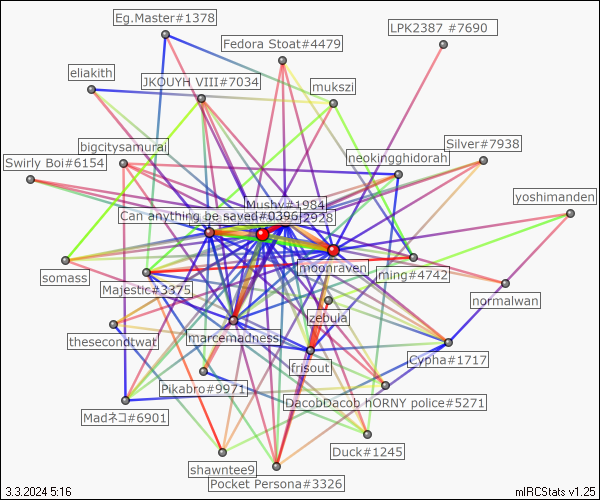 Eg.Master#1378
LPK2387 #7690
Fedora Stoat#4479
eliakith
JKOUYH VIII#7034
mukszi
bigcitysamurai
neokingghidorah
Silver#7938
Swirly Boi#6154
yoshimanden
Mushy#1984
Can anything be saved#0396
2928
moonraven
ming#4742
somass
Majestic#3375
normalwan
zebula
thesecondtwat
marcemadness
frisout
Cypha#1717
Pikabro#9971
DacobDacob hORNY police#5271
Madネコ#6901
Duck#1245
shawntee9
Pocket Persona#3326
3.3.2024 5:16
mIRCStats v1.25